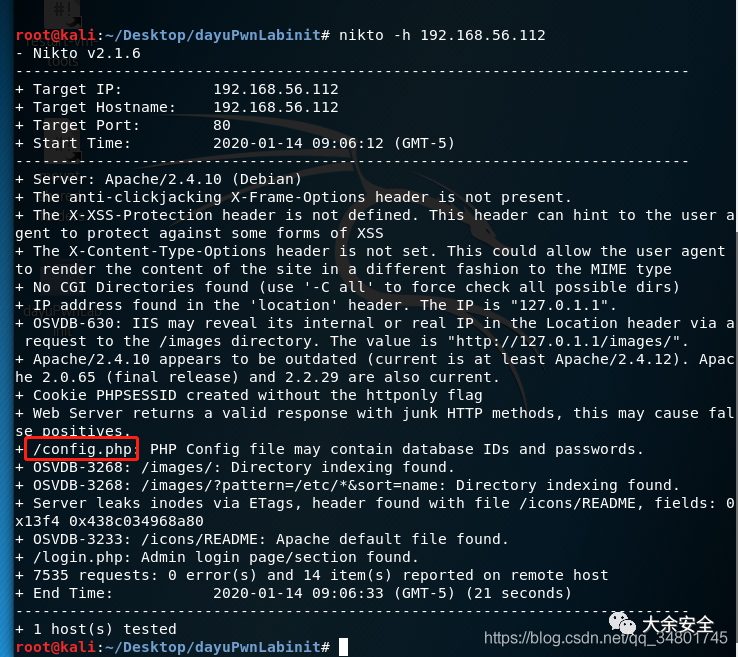 root@kali:~/Desktop/dayuPwnLabinit# nikto -h 192.168.56.112
- Nikto v2.1.6
---------------------------------------------------------------------------
+ Target IP:          192.168.56.112
+ Target Hostname:    192.168.56.112
+ Target Port:        80
+ Start Time:         2020-01-14 09:06:12 (GMT-5)
---------------------------------------------------------------------------
+ Server: Apache/2.4.10 (Debian)
+ The anti-clickjacking X-Frame-Options header is not present.
+ The X-XSS-Protection header is not defined. This header can hint to the user a
gent to protect against some forms of XSS
+ The X-Content-Type-Options header is not set. This could allow the user agent
to render the content of the site in a different fashion to the MIME type
+ No CGI Directories found (use '-C all' to force check all possible dirs)
+ IP address found in the 'location' header. The IP is "127.0.1.1".
+ OSVDB-630: IIS may reveal its internal or real IP in the Location header via a
 request to the /images directory. The value is "http://127.0.1.1/images/".
+ Apache/2.4.10 appears to be outdated (current is at least Apache/2.4.12). Apac
he 2.0.65 (final release) and 2.2.29 are also current.
+ Cookie PHPSESSID created without the httponly flag
+ Web Server returns a valid response with junk HTTP methods, this may cause fal
se positives.
+ /config.php: PHP Config file may contain database IDs and passwords.
+ OSVDB-3268: /images/: Directory indexing found.
+ OSVDB-3268: /images/?pattern=/etc/*&sort=name: Directory indexing found.
+ Server leaks inodes via ETags, header found with file /icons/README, fields: 0
x13f4 0x438c034968a80
+ OSVDB-3233: /icons/README: Apache default file found.
+ /login.php: Admin login page/section found.
+ 7535 requests: 0 error(s) and 14 item(s) reported on remote host
+ End Time:           2020-01-14 09:06:33 (GMT-5) (21 seconds)
---------------------------------------------------------------------------
+ 1 host(s) tested
root@kali:~/Desktop/dayuPwnLabinit#
大余安全
https://blog.csdn.net/qq_34801745